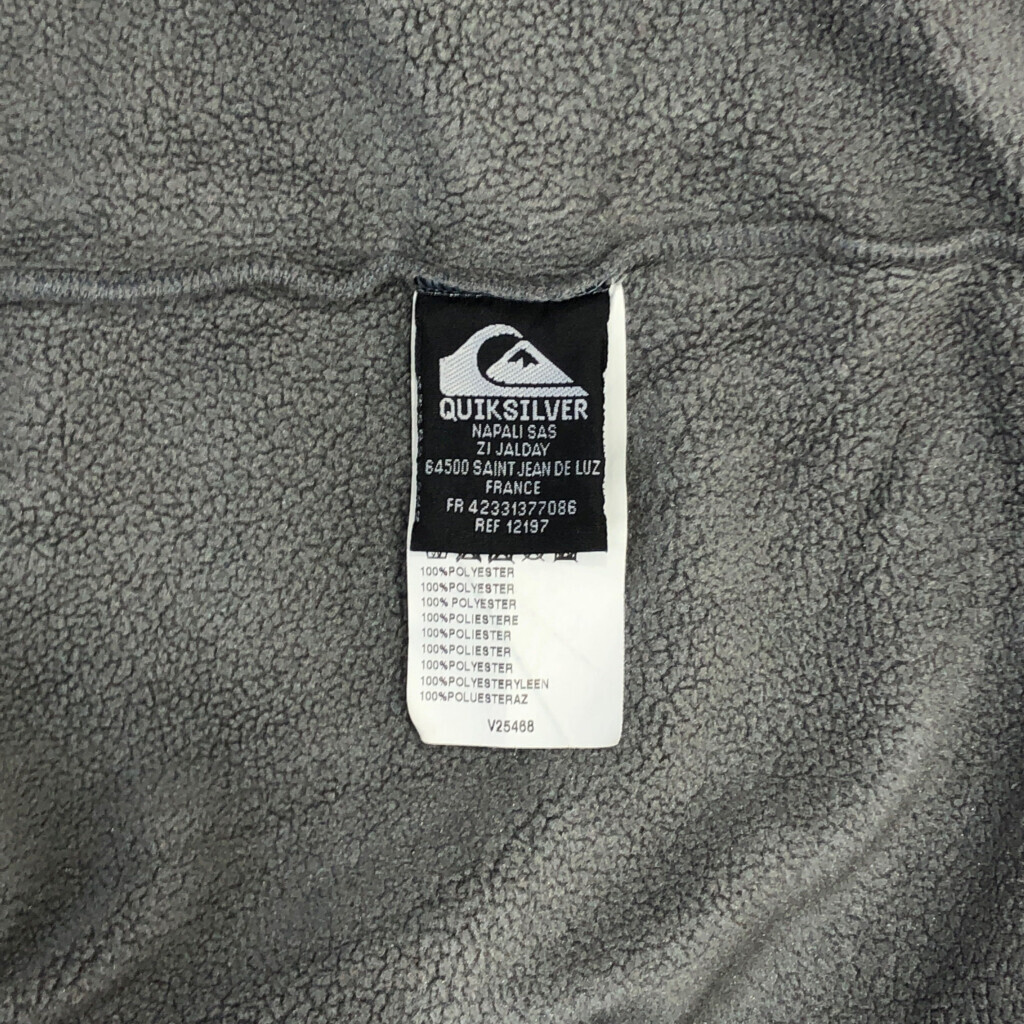 QUIKSILVER
NAPALI SAS
ZI JALDAY
64500 SAINT JEAN DE LUZ
FRANCE
FR 42331377086
REF 12197
100%POLYESTER
100%POLYESTER
100% POLYESTER
100%POLIESTERE
100%POLIESTER
100%POLIESTER
100%POLYESTER
100%POLYESTERYLEEN
100%POLUESTERAZ
V25468